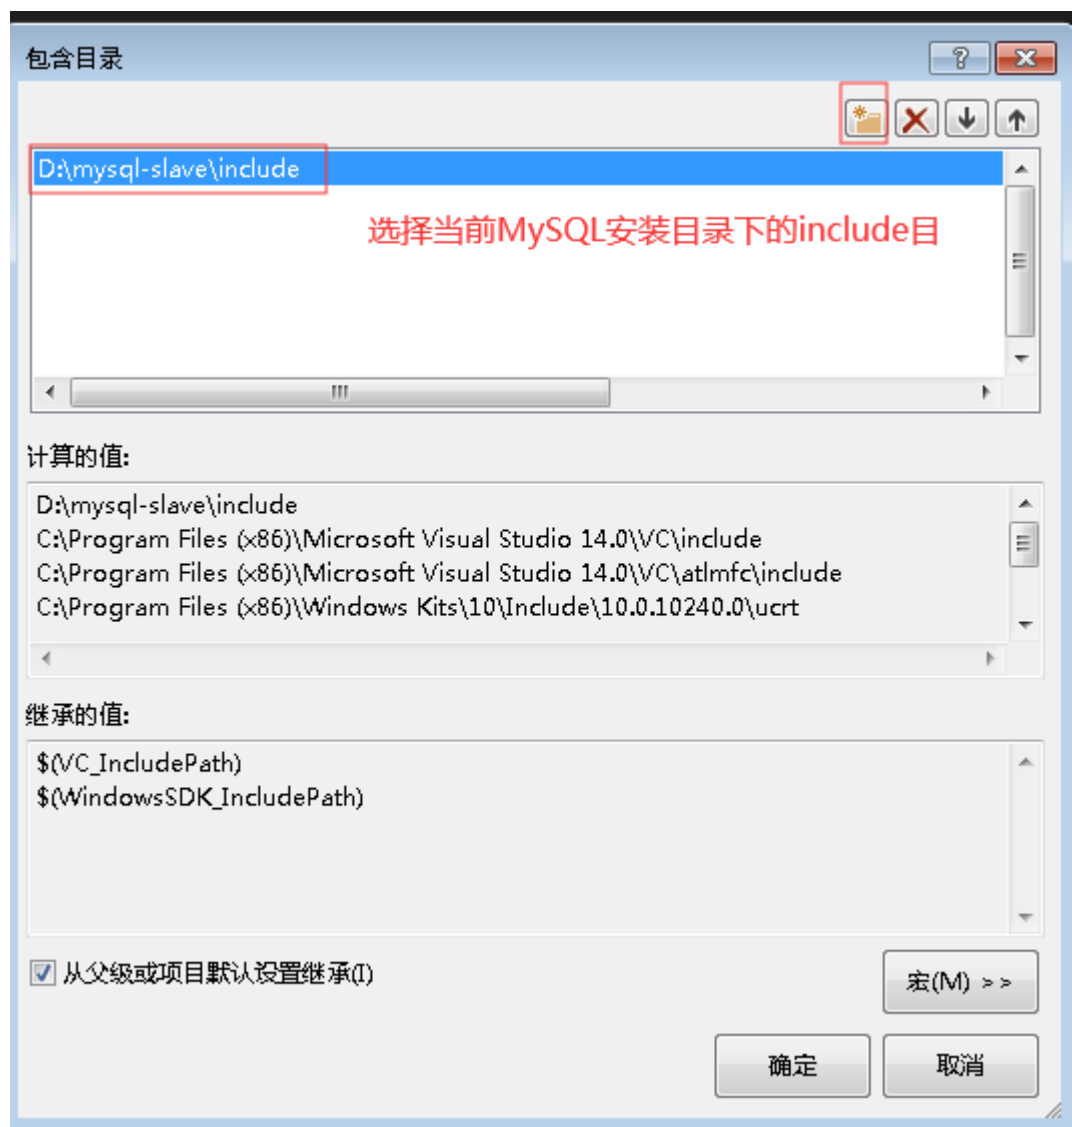 包含目录
D:\mysql-slave\include
选择当前MySQL安装目录下的include目
计算的值:
D:\mysql-slave\include
C:\Program Files (x86)\Microsoft Visual Studio 14.0\VC\include
C:\Program Files (x86)\Microsoft Visual Studio 14.0\VC\atlmfc\include
C:\Program Files (x86)\Windows Kits\10\Include\10.0.10240.0\ucrt
继承的值:
$(VC_IncludePath)
$(WindowsSDK_IncludePath)
从父级或项目默认设置继承(I)
宏(M) >>
确定
取消